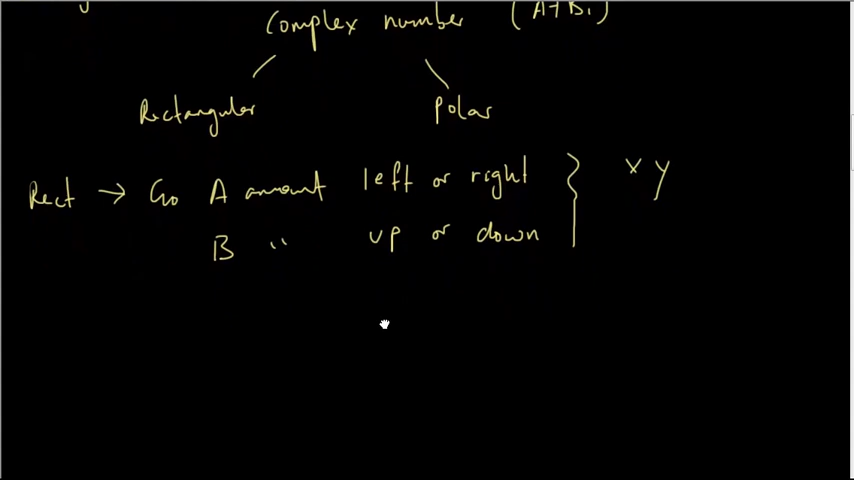 Complex number (A+Bi)
Rectangular Polar
Rect → Go A amount left or right } x y
B " up or down